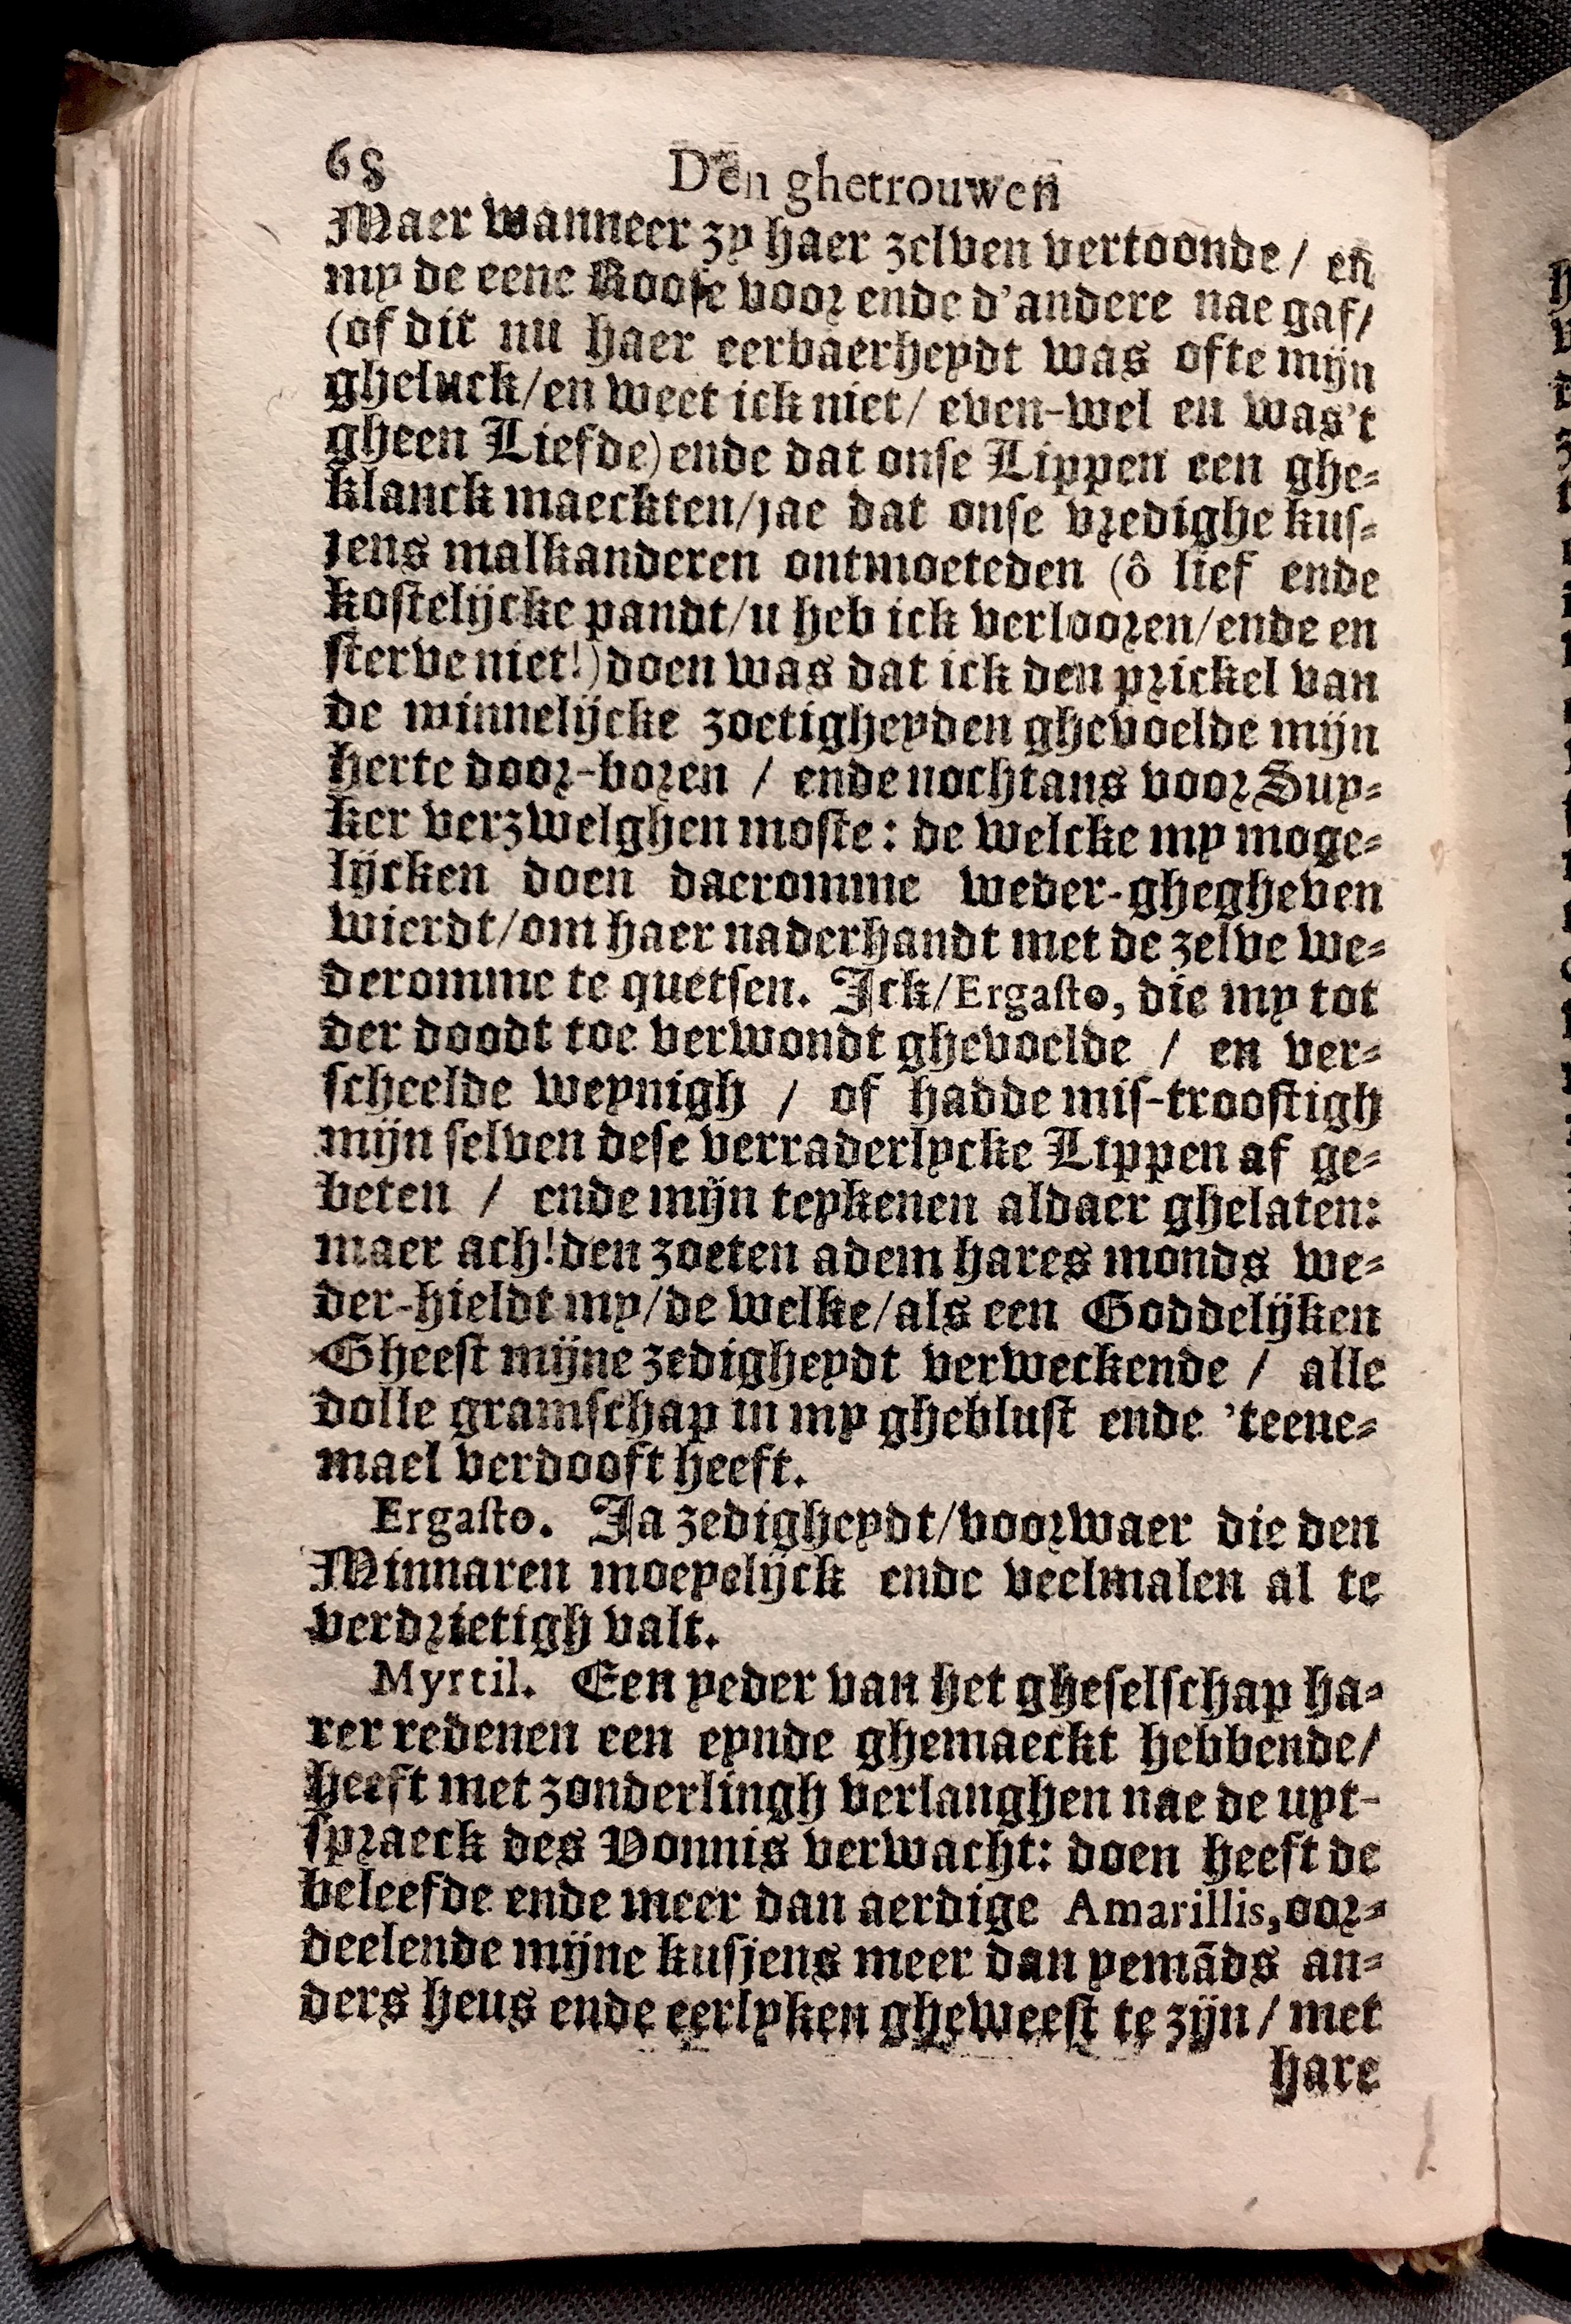 68 Den ghetrouwen
Maer wanneer zy haer zelven vertoonde / eñ
my de eene Roose voor ende d'andere nae gaf/
(of dit nu haer eerbaerheydt was ofte mijn
gheluck/en weet ick niet/ even-wel en was't
gheen Liefde) ende dat onse Lippen een ghe-
klanck maeckten/jae dat onse vredighe kus-
jens malkanderen ontmoeteden (ô lief ende
kostelijcke pandt/u heb ick verlooren/ende en
sterve niet!) doen was dat ick den prickel van
de minnelijcke zoetigheyden ghevoelde mijn
herte door-boren / ende nochtans voor Suy-
ker verzwelghen moste: de welcke my moge-
lijcken doen daeromme weder-ghegheven
wierdt/om haer naderhandt met de zelve we-
deromme te quetsen. Ick/Ergasto, die my tot
der doodt toe verwondt ghevoelde / en ver-
scheelde weynigh / of hadde mis-troostigh
mijn selven dese verraderlycke Lippen af ge-
beten / ende mijn teykenen aldaer ghelaten:
maer ach! den zoeten adem hares monds we-
der-hieldt my/de welke/als een Goddelijken
Gheest mijne zedigheydt verweckende / alle
dolle gramschap in my gheblust ende 'teene-
mael verdooft heeft.
Ergasto. Ja zedigheydt/voorwaer die den
Minnaren moeyelijck ende veelmalen al te
verdrietigh valt.
Myrtil. Een yeder van het gheselschap ha-
rer redenen een eynde ghemaeckt hebbende/
heeft met zonderlingh verlanghen nae de uyt-
spraeck des Vonnis verwacht: doen heeft de
beleefde ende meer dan aerdige Amarillis, oor-
deelende mijne kusjens meer dan yemāds an-
ders heus ende eerlyken gheweest te zijn / met
hare